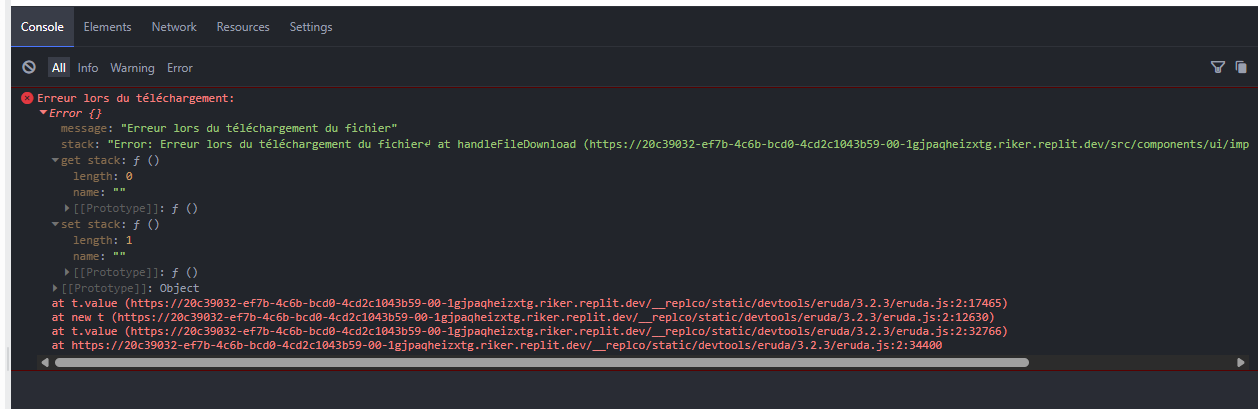 Console Elements Network Resources Settings
All Info Warning Error
Erreur lors du téléchargement:
Error {}
message: "Erreur lors du téléchargement du fichier"
stack: "Error: Erreur lors du téléchargement du fichier↵ at handleFileDownload (https://20c39032-ef7b-4c6b-bcd0-4cd2c1043b59-00-1gjpaqheizxtg.riker.replit.dev/src/components/ui/imp
get stack: ƒ ()
length: 0
name: ""
[[Prototype]]: ƒ ()
set stack: ƒ ()
length: 1
name: ""
[[Prototype]]: ƒ ()
[[Prototype]]: Object
at t.value (https://20c39032-ef7b-4c6b-bcd0-4cd2c1043b59-00-1gjpaqheizxtg.riker.replit.dev/__replco/static/devtools/eruda/3.2.3/eruda.js:2:17465)
at new t (https://20c39032-ef7b-4c6b-bcd0-4cd2c1043b59-00-1gjpaqheizxtg.riker.replit.dev/__replco/static/devtools/eruda/3.2.3/eruda.js:2:12630)
at t.value (https://20c39032-ef7b-4c6b-bcd0-4cd2c1043b59-00-1gjpaqheizxtg.riker.replit.dev/__replco/static/devtools/eruda/3.2.3/eruda.js:2:32766)
at https://20c39032-ef7b-4c6b-bcd0-4cd2c1043b59-00-1gjpaqheizxtg.riker.replit.dev/__replco/static/devtools/eruda/3.2.3/eruda.js:2:34400